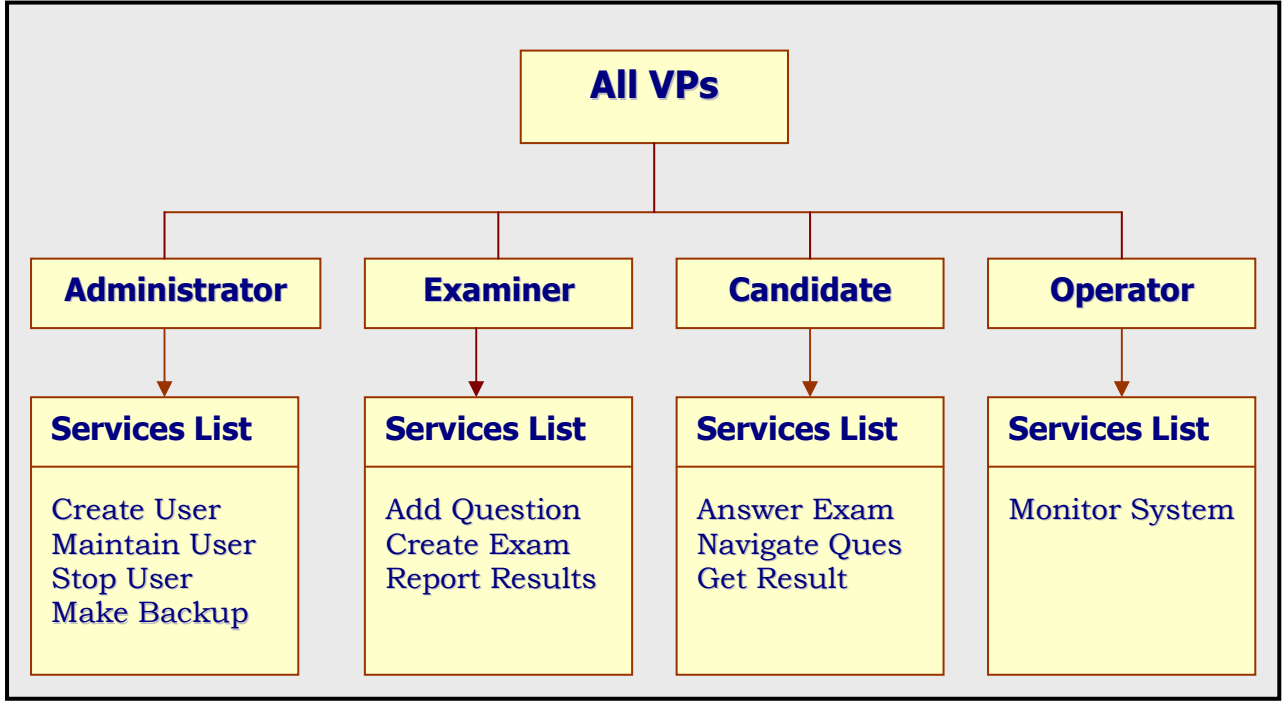 All VPs
Administrator
Examiner
Candidate
Operator
Services List
Create User
Maintain User
Stop User
Make Backup
Services List
Add Question
Create Exam
Report Results
Services List
Answer Exam
Navigate Ques
Get Result
Services List
Monitor System